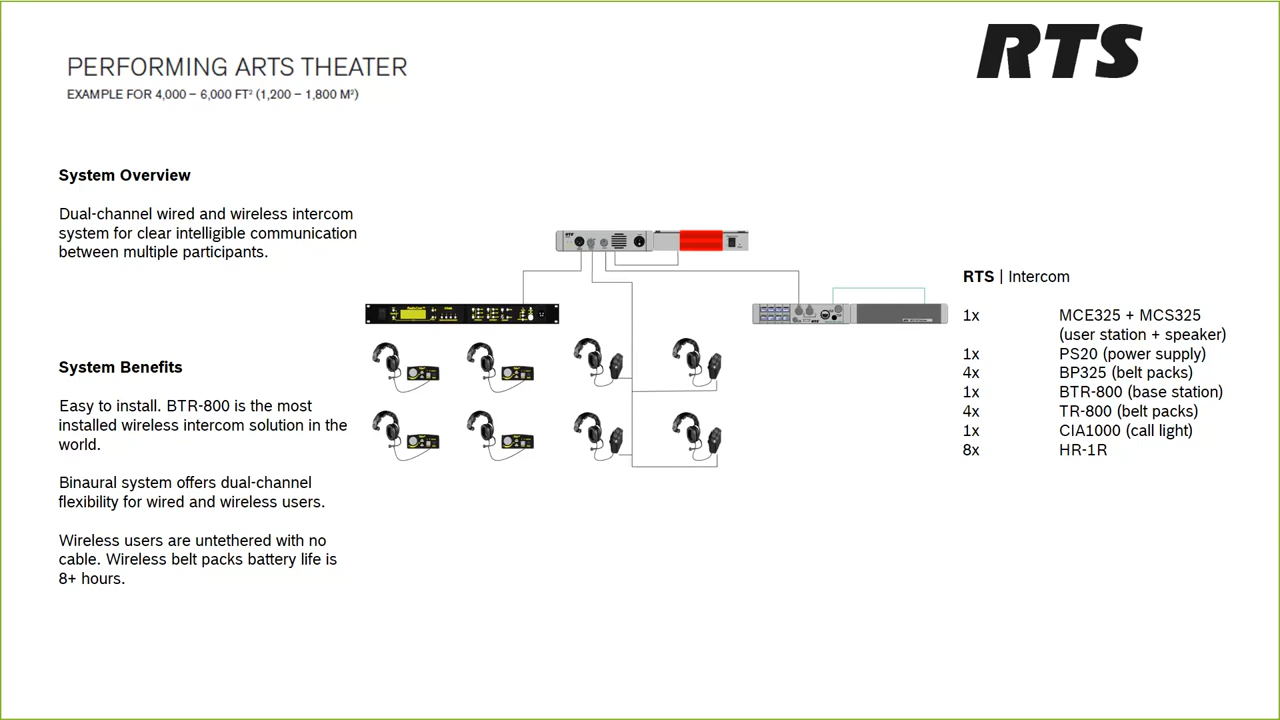 RTS
PERFORMING ARTS THEATER
EXAMPLE FOR 4,000 – 6,000 FT² (1,200 – 1,800 M²)
System Overview
Dual-channel wired and wireless intercom
system for clear intelligible communication
between multiple participants.
System Benefits
Easy to install. BTR-800 is the most
installed wireless intercom solution in the
world.
Binaural system offers dual-channel
flexibility for wired and wireless users.
Wireless users are untethered with no
cable. Wireless belt packs battery life is
8+ hours.
RTS | Intercom
1x MCE325 + MCS325
(user station + speaker)
1x PS20 (power supply)
4x BP325 (belt packs)
1x BTR-800 (base station)
4x TR-800 (belt packs)
1x CIA1000 (call light)
8x HR-1R